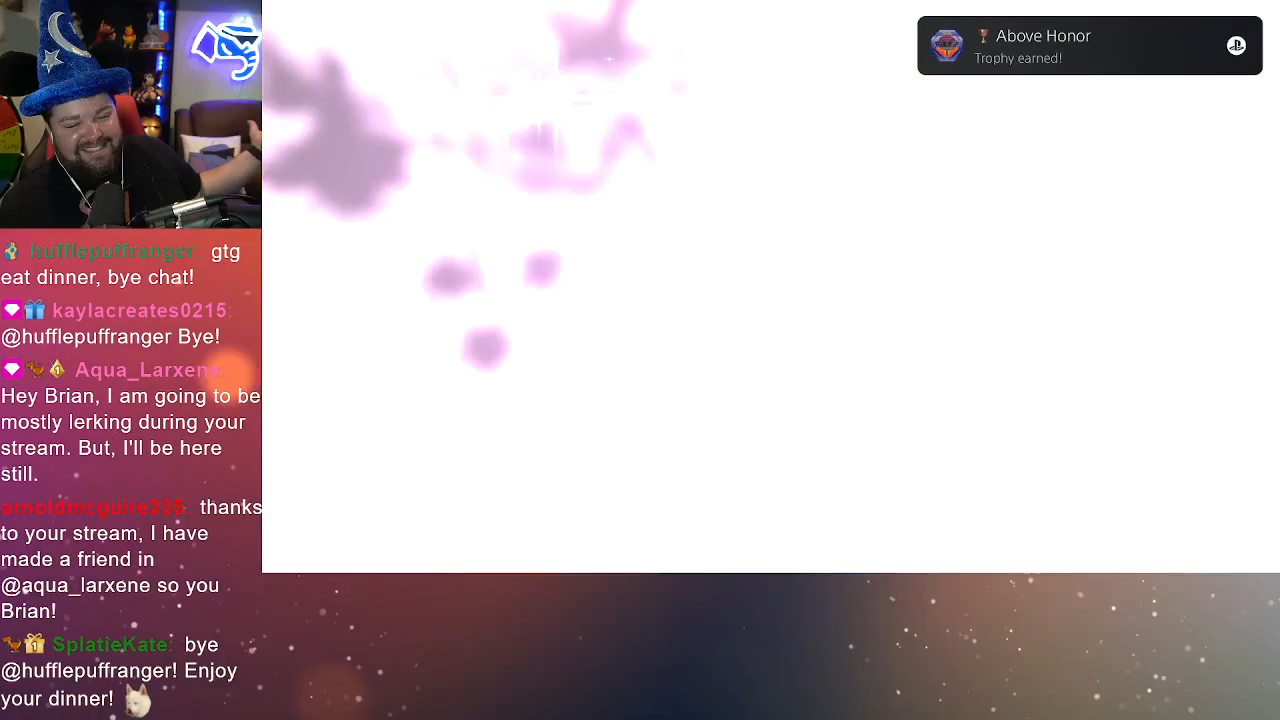 Above Honor
Trophy earned!
hufflepuffranger: gtg
eat dinner, bye chat!
kaylacreates0215:
@hufflepuffranger Bye!
Aqua_Larxene:
Hey Brian, I am going to be
mostly lerking during your
stream. But, I'll be here
still.
arnoldmcguire335: thanks
to your stream, I have
made a friend in
@aqua_larxene so you
Brian!
SplatieKate: bye
@hufflepuffranger! Enjoy
your dinner!